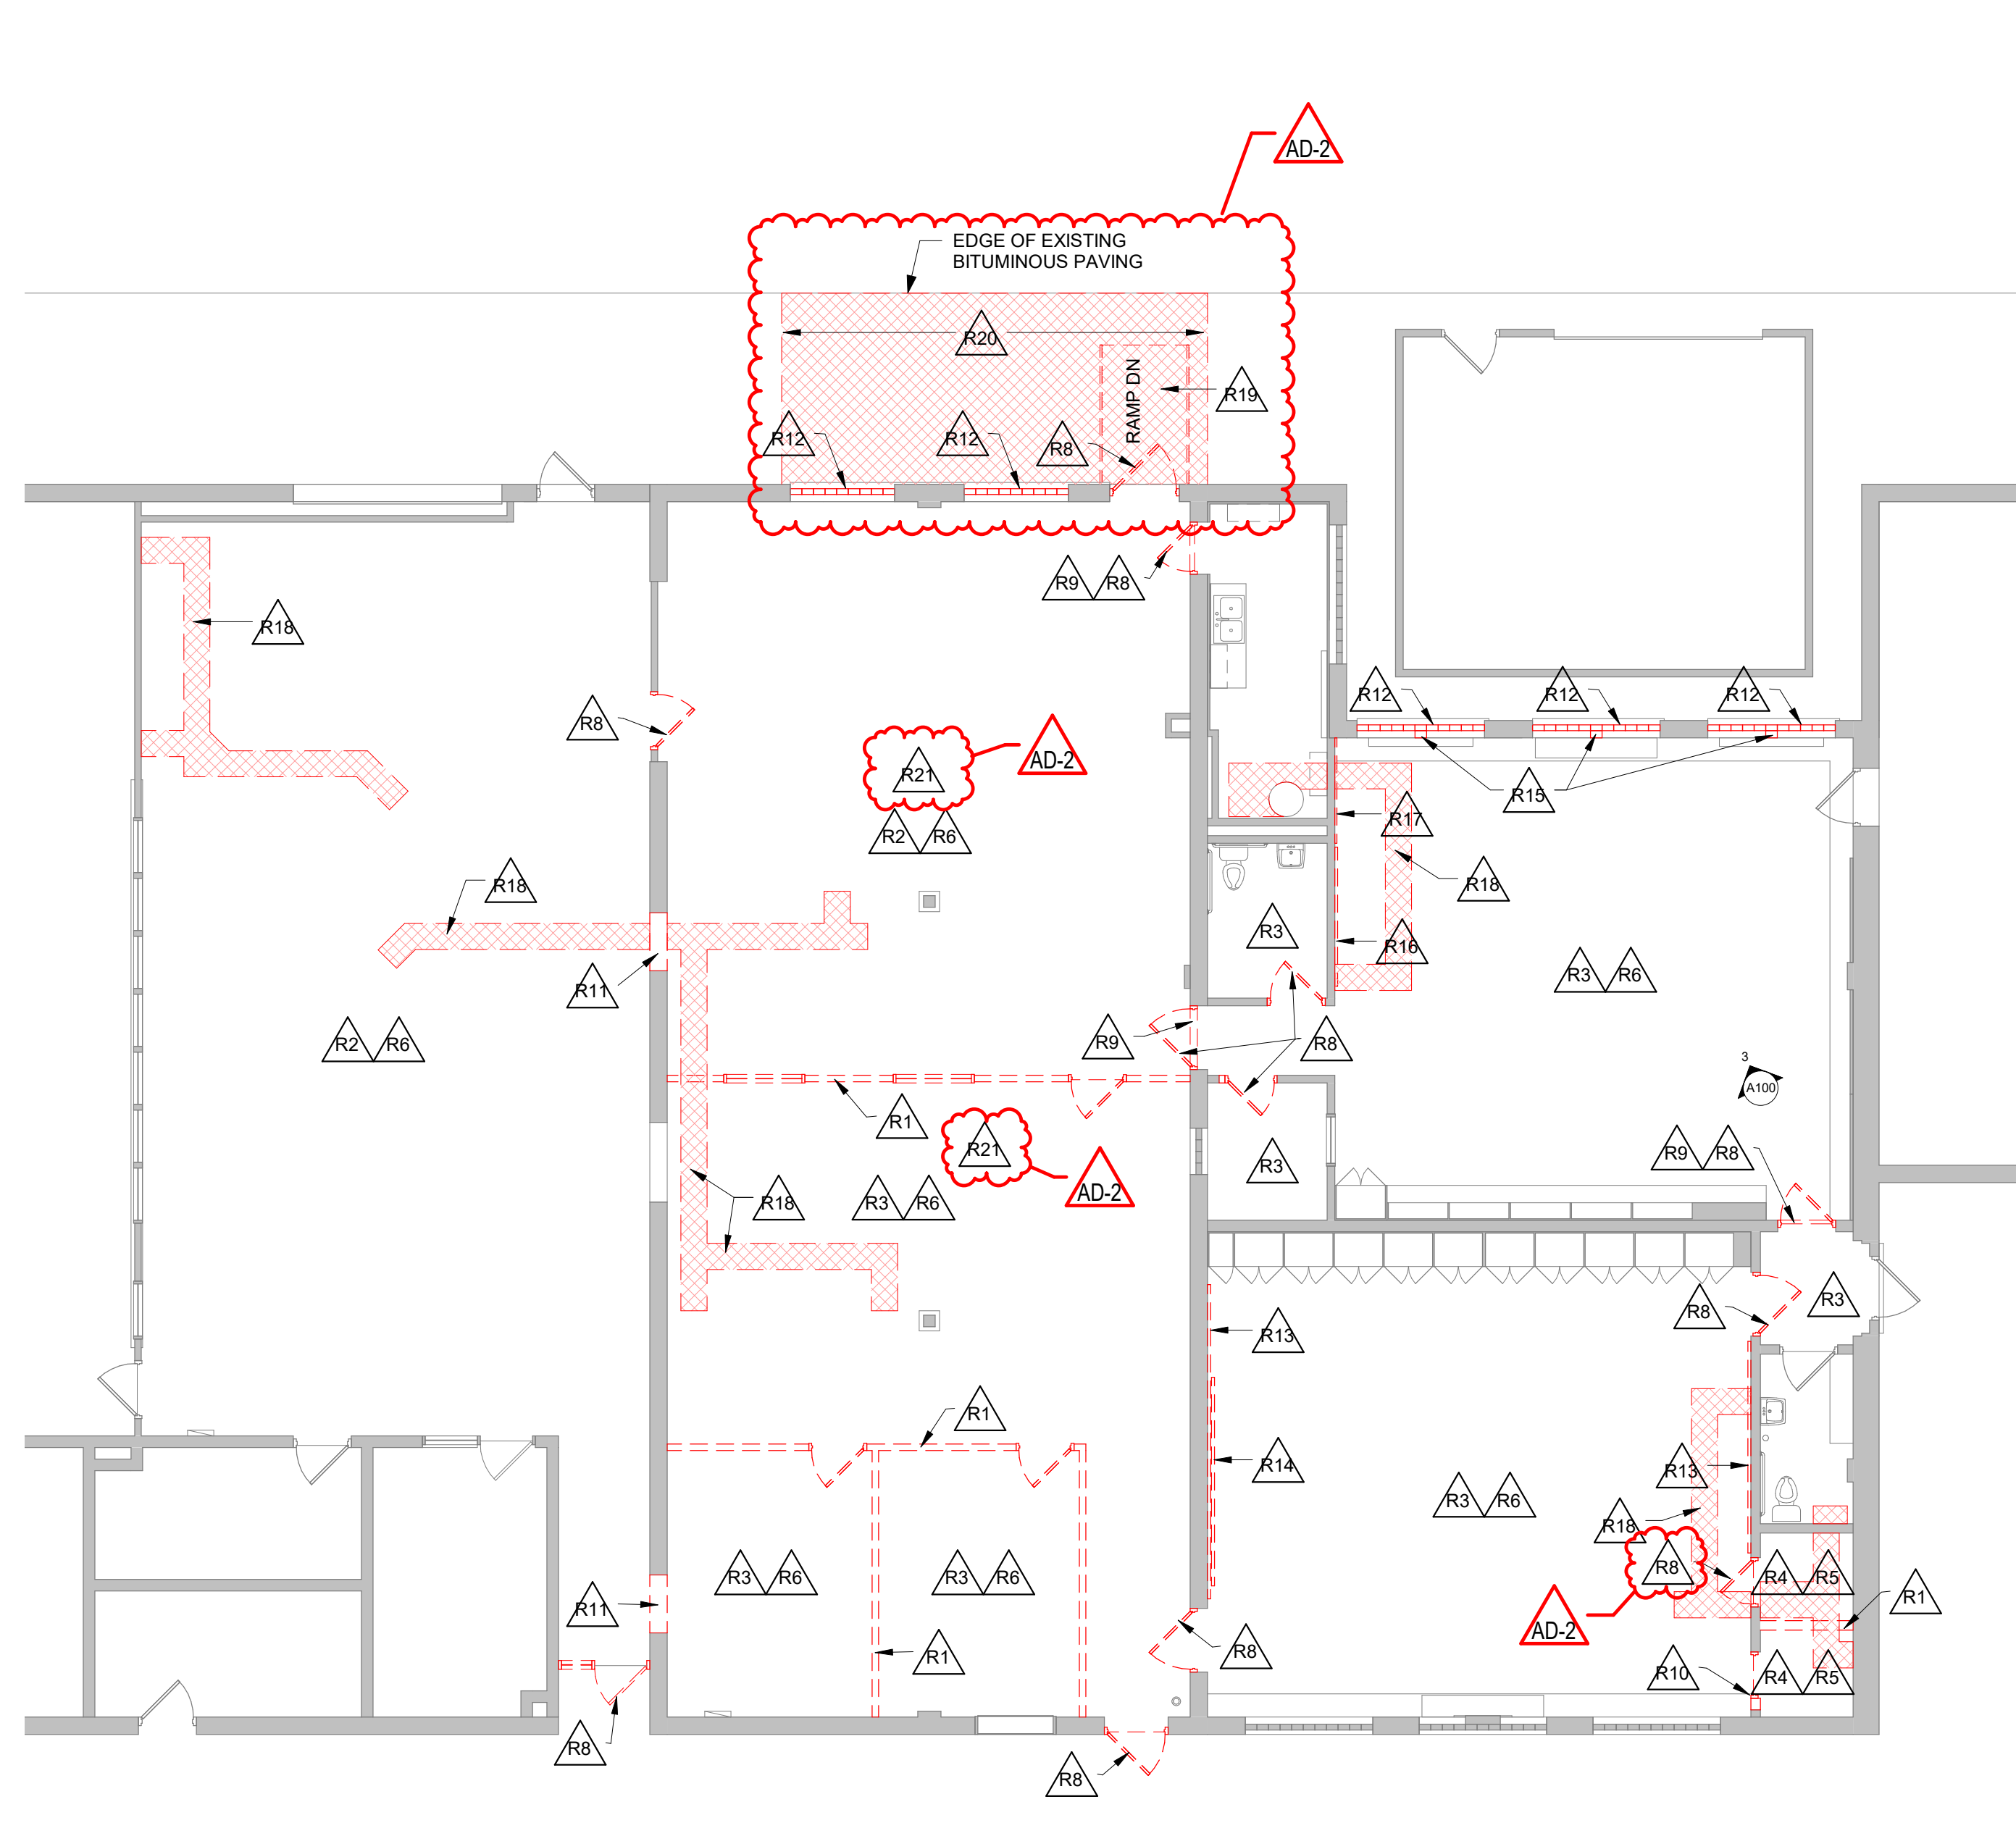 AD-2
EDGE OF EXISTING
BITUMINOUS PAVING
R20
RAMP DN
R19
R12
R12
R8
R9
R8
R18
R8
R12
R12
R12
R21
AD-2
R15
R17
R2
R6
R18
R18
R3
R16
R3
R6
R11
R2
R6
R9
R8
3
A100
R1
R21
AD-2
R9
R8
R3
R18
R3
R6
R3
R8
R13
R1
R14
R13
R3
R6
R18
R8
R4
R5
R3
R6
R3
R6
R11
R1
AD-2
R1
R8
R10
R4
R5
R8
R8